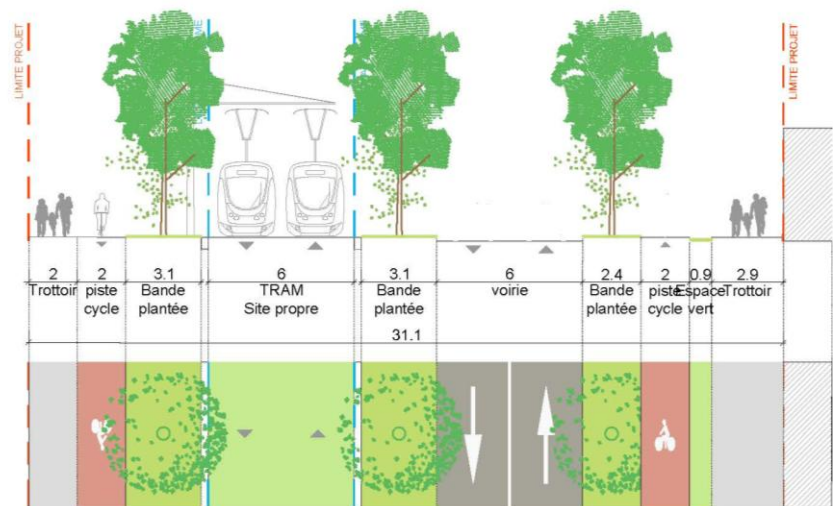 LIMITE PROJET
LIMITE PROJET
2
2
3.1
6
3.1
6
2.4
2
0.9
2.9
Trottoir
piste
cycle
Bande
plantée
TRAM
Site propre
Bande
plantée
voirie
Bande
plantée
piste
cycle
Espace
vert
Trottoir
31.1